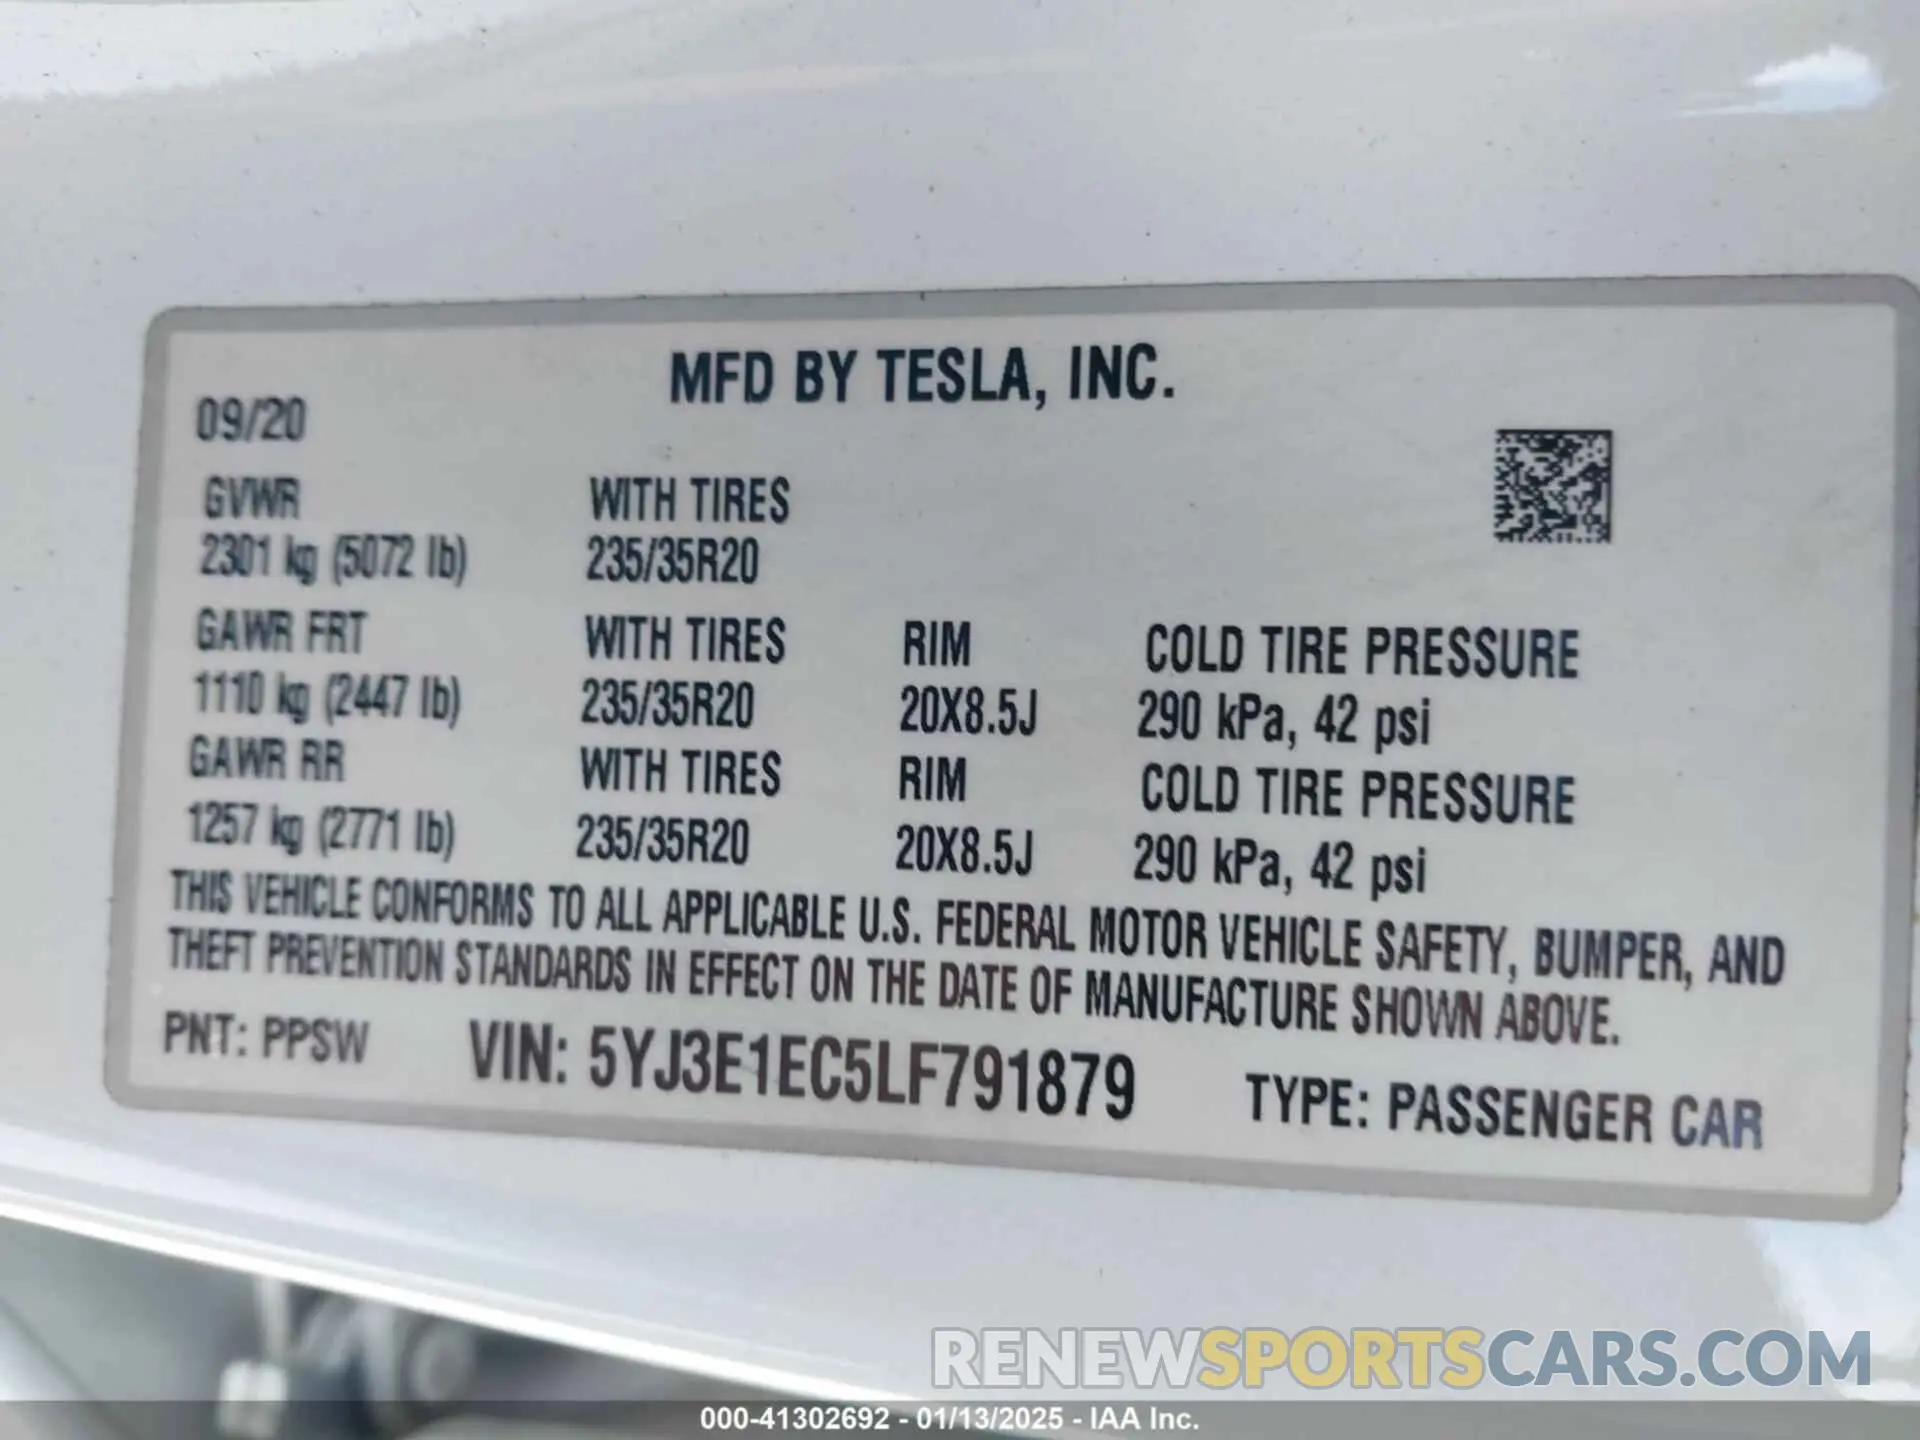 MFD BY TESLA, INC.
09/20
GVWR WITH TIRES
2301 kg (5072 lb) 235/35R20
GAWR FRT WITH TIRES RIM COLD TIRE PRESSURE
1110 kg (2447 lb) 235/35R20 20X8.5J 290 kPa, 42 psi
GAWR RR WITH TIRES RIM COLD TIRE PRESSURE
1257 kg (2771 lb) 235/35R20 20X8.5J 290 kPa, 42 psi
THIS VEHICLE CONFORMS TO ALL APPLICABLE U.S. FEDERAL MOTOR VEHICLE SAFETY, BUMPER, AND
THEFT PREVENTION STANDARDS IN EFFECT ON THE DATE OF MANUFACTURE SHOWN ABOVE.
PNT: PPSW VIN: 5YJ3E1EC5LF791879 TYPE: PASSENGER CAR
RENEWSPORTSCARS.COM
000-41302692 - 01/13/2025 - IAA Inc.